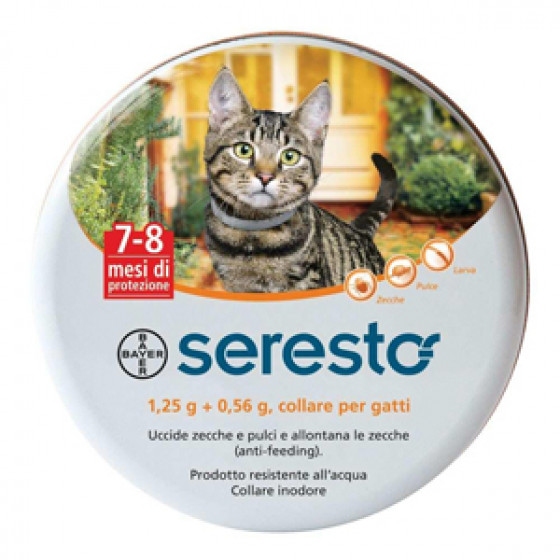 7-8
mesi di
protezione
Larva
Pulce
Zecche
BAYER
BAYER
seresto
1,25 g + 0,56 g, collare per gatti
Uccide zecche e pulci e allontana le zecche
(anti-feeding).
Prodotto resistente all'acqua
Collare inodore